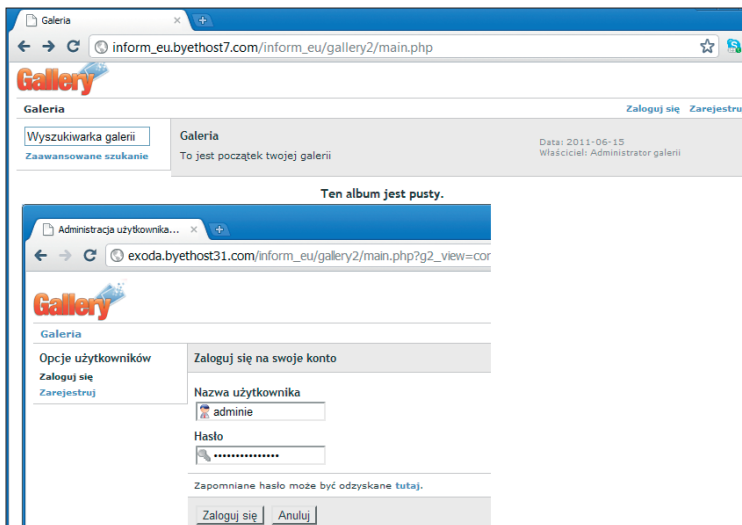 Galeria
inform_eu.byethost7.com/inform_eu/gallery2/main.php
Gallery
Galeria
Zaloguj się Zarejestru
Wyszukiwarka galerii
Zaawansowane szukanie
Galeria
To jest początek twojej galerii
Data: 2011-06-15
Właściciel: Administrator galerii
Ten album jest pusty.
Administracja użytkownika...
exoda.byethost31.com/inform_eu/gallery2/main.php?g2_view=cor
Gallery
Galeria
Opcje użytkowników
Zaloguj się
Zarejestruj
Zaloguj się na swoje konto
Nazwa użytkownika
adminie
Hasło
•••••••••••••••
Zapomniane hasło może być odzyskane tutaj.
Zaloguj się Anuluj